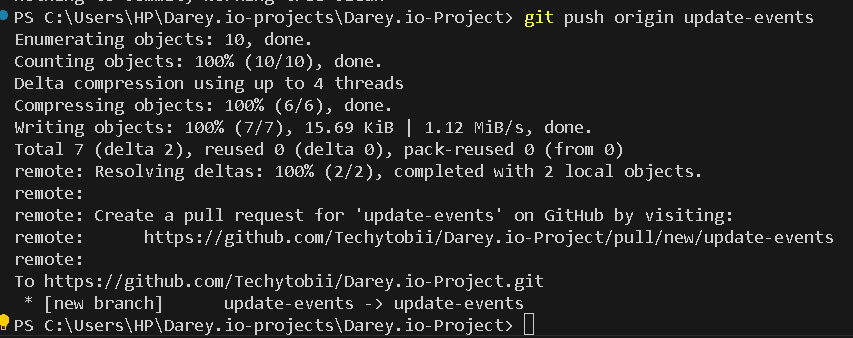 PS C:\Users\HP\Darey.io-projects\Darey.io-Project> git push origin update-events
Enumerating objects: 10, done.
Counting objects: 100% (10/10), done.
Delta compression using up to 4 threads
Compressing objects: 100% (6/6), done.
Writing objects: 100% (7/7), 15.69 KiB | 1.12 MiB/s, done.
Total 7 (delta 2), reused 0 (delta 0), pack-reused 0 (from 0)
remote: Resolving deltas: 100% (2/2), completed with 2 local objects.
remote:
remote: Create a pull request for 'update-events' on GitHub by visiting:
remote:      https://github.com/Techytobii/Darey.io-Project/pull/new/update-events
remote:
To https://github.com/Techytobii/Darey.io-Project.git
 * [new branch]      update-events -> update-events
PS C:\Users\HP\Darey.io-projects\Darey.io-Project>